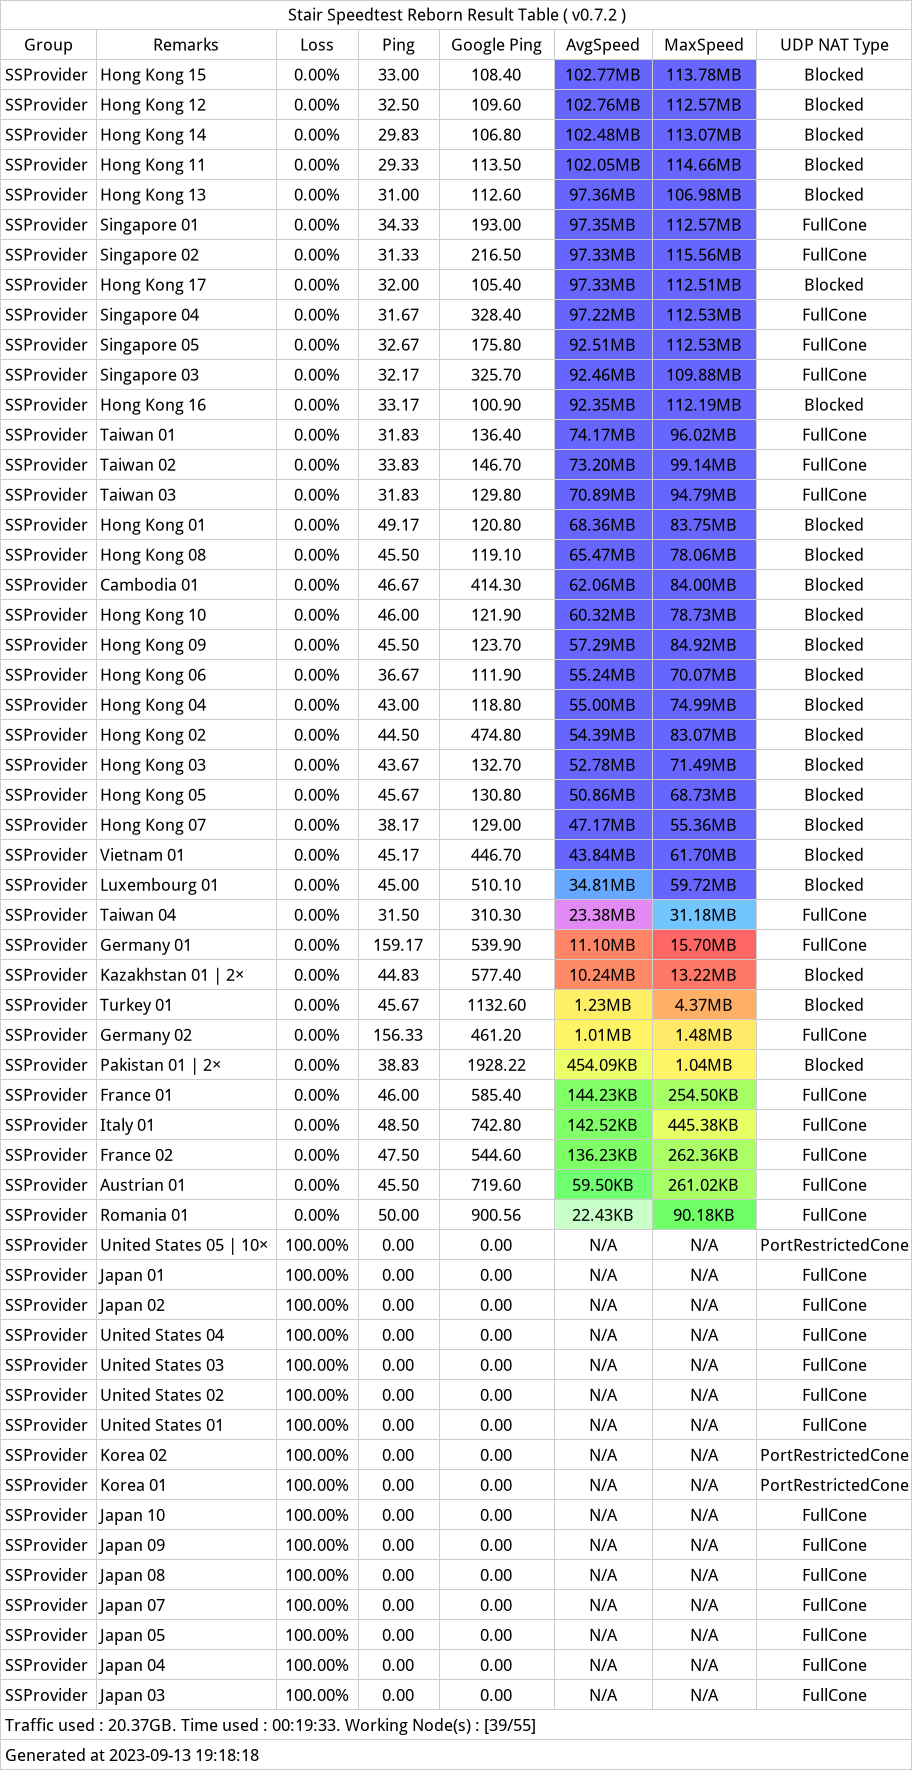 Stair Speedtest Reborn Result Table ( v0.7.2 )
Group Remarks Loss Ping Google Ping AvgSpeed MaxSpeed UDP NAT Type
SSProvider Hong Kong 15 0.00% 33.00 108.40 102.77MB 113.78MB Blocked
SSProvider Hong Kong 12 0.00% 32.50 109.60 102.76MB 112.57MB Blocked
SSProvider Hong Kong 14 0.00% 29.83 106.80 102.48MB 113.07MB Blocked
SSProvider Hong Kong 11 0.00% 29.33 113.50 102.05MB 114.66MB Blocked
SSProvider Hong Kong 13 0.00% 31.00 112.60 97.36MB 106.98MB Blocked
SSProvider Singapore 01 0.00% 34.33 193.00 97.35MB 112.57MB FullCone
SSProvider Singapore 02 0.00% 31.33 216.50 97.33MB 115.56MB FullCone
SSProvider Hong Kong 17 0.00% 32.00 105.40 97.33MB 112.51MB Blocked
SSProvider Singapore 04 0.00% 31.67 328.40 97.22MB 112.53MB FullCone
SSProvider Singapore 05 0.00% 32.67 175.80 92.51MB 112.53MB FullCone
SSProvider Singapore 03 0.00% 32.17 325.70 92.46MB 109.88MB FullCone
SSProvider Hong Kong 16 0.00% 33.17 100.90 92.35MB 112.19MB Blocked
SSProvider Taiwan 01 0.00% 31.83 136.40 74.17MB 96.02MB FullCone
SSProvider Taiwan 02 0.00% 33.83 146.70 73.20MB 99.14MB FullCone
SSProvider Taiwan 03 0.00% 31.83 129.80 70.89MB 94.79MB FullCone
SSProvider Hong Kong 01 0.00% 49.17 120.80 68.36MB 83.75MB Blocked
SSProvider Hong Kong 08 0.00% 45.50 119.10 65.47MB 78.06MB Blocked
SSProvider Cambodia 01 0.00% 46.67 414.30 62.06MB 84.00MB Blocked
SSProvider Hong Kong 10 0.00% 46.00 121.90 60.32MB 78.73MB Blocked
SSProvider Hong Kong 09 0.00% 45.50 123.70 57.29MB 84.92MB Blocked
SSProvider Hong Kong 06 0.00% 36.67 111.90 55.24MB 70.07MB Blocked
SSProvider Hong Kong 04 0.00% 43.00 118.80 55.00MB 74.99MB Blocked
SSProvider Hong Kong 02 0.00% 44.50 474.80 54.39MB 83.07MB Blocked
SSProvider Hong Kong 03 0.00% 43.67 132.70 52.78MB 71.49MB Blocked
SSProvider Hong Kong 05 0.00% 45.67 130.80 50.86MB 68.73MB Blocked
SSProvider Hong Kong 07 0.00% 38.17 129.00 47.17MB 55.36MB Blocked
SSProvider Vietnam 01 0.00% 45.17 446.70 43.84MB 61.70MB Blocked
SSProvider Luxembourg 01 0.00% 45.00 510.10 34.81MB 59.72MB Blocked
SSProvider Taiwan 04 0.00% 31.50 310.30 23.38MB 31.18MB FullCone
SSProvider Germany 01 0.00% 159.17 539.90 11.10MB 15.70MB FullCone
SSProvider Kazakhstan 01 | 2× 0.00% 44.83 577.40 10.24MB 13.22MB Blocked
SSProvider Turkey 01 0.00% 45.67 1132.60 1.23MB 4.37MB Blocked
SSProvider Germany 02 0.00% 156.33 461.20 1.01MB 1.48MB FullCone
SSProvider Pakistan 01 | 2× 0.00% 38.83 1928.22 454.09KB 1.04MB Blocked
SSProvider France 01 0.00% 46.00 585.40 144.23KB 254.50KB FullCone
SSProvider Italy 01 0.00% 48.50 742.80 142.52KB 445.38KB FullCone
SSProvider France 02 0.00% 47.50 544.60 136.23KB 262.36KB FullCone
SSProvider Austrian 01 0.00% 45.50 719.60 59.50KB 261.02KB FullCone
SSProvider Romania 01 0.00% 50.00 900.56 22.43KB 90.18KB FullCone
SSProvider United States 05 | 10× 100.00% 0.00 0.00 N/A N/A PortRestrictedCone
SSProvider Japan 01 100.00% 0.00 0.00 N/A N/A FullCone
SSProvider Japan 02 100.00% 0.00 0.00 N/A N/A FullCone
SSProvider United States 04 100.00% 0.00 0.00 N/A N/A FullCone
SSProvider United States 03 100.00% 0.00 0.00 N/A N/A FullCone
SSProvider United States 02 100.00% 0.00 0.00 N/A N/A FullCone
SSProvider United States 01 100.00% 0.00 0.00 N/A N/A FullCone
SSProvider Korea 02 100.00% 0.00 0.00 N/A N/A PortRestrictedCone
SSProvider Korea 01 100.00% 0.00 0.00 N/A N/A PortRestrictedCone
SSProvider Japan 10 100.00% 0.00 0.00 N/A N/A FullCone
SSProvider Japan 09 100.00% 0.00 0.00 N/A N/A FullCone
SSProvider Japan 08 100.00% 0.00 0.00 N/A N/A FullCone
SSProvider Japan 07 100.00% 0.00 0.00 N/A N/A FullCone
SSProvider Japan 05 100.00% 0.00 0.00 N/A N/A FullCone
SSProvider Japan 04 100.00% 0.00 0.00 N/A N/A FullCone
SSProvider Japan 03 100.00% 0.00 0.00 N/A N/A FullCone
Traffic used : 20.37GB. Time used : 00:19:33. Working Node(s) : [39/55]
Generated at 2023-09-13 19:18:18